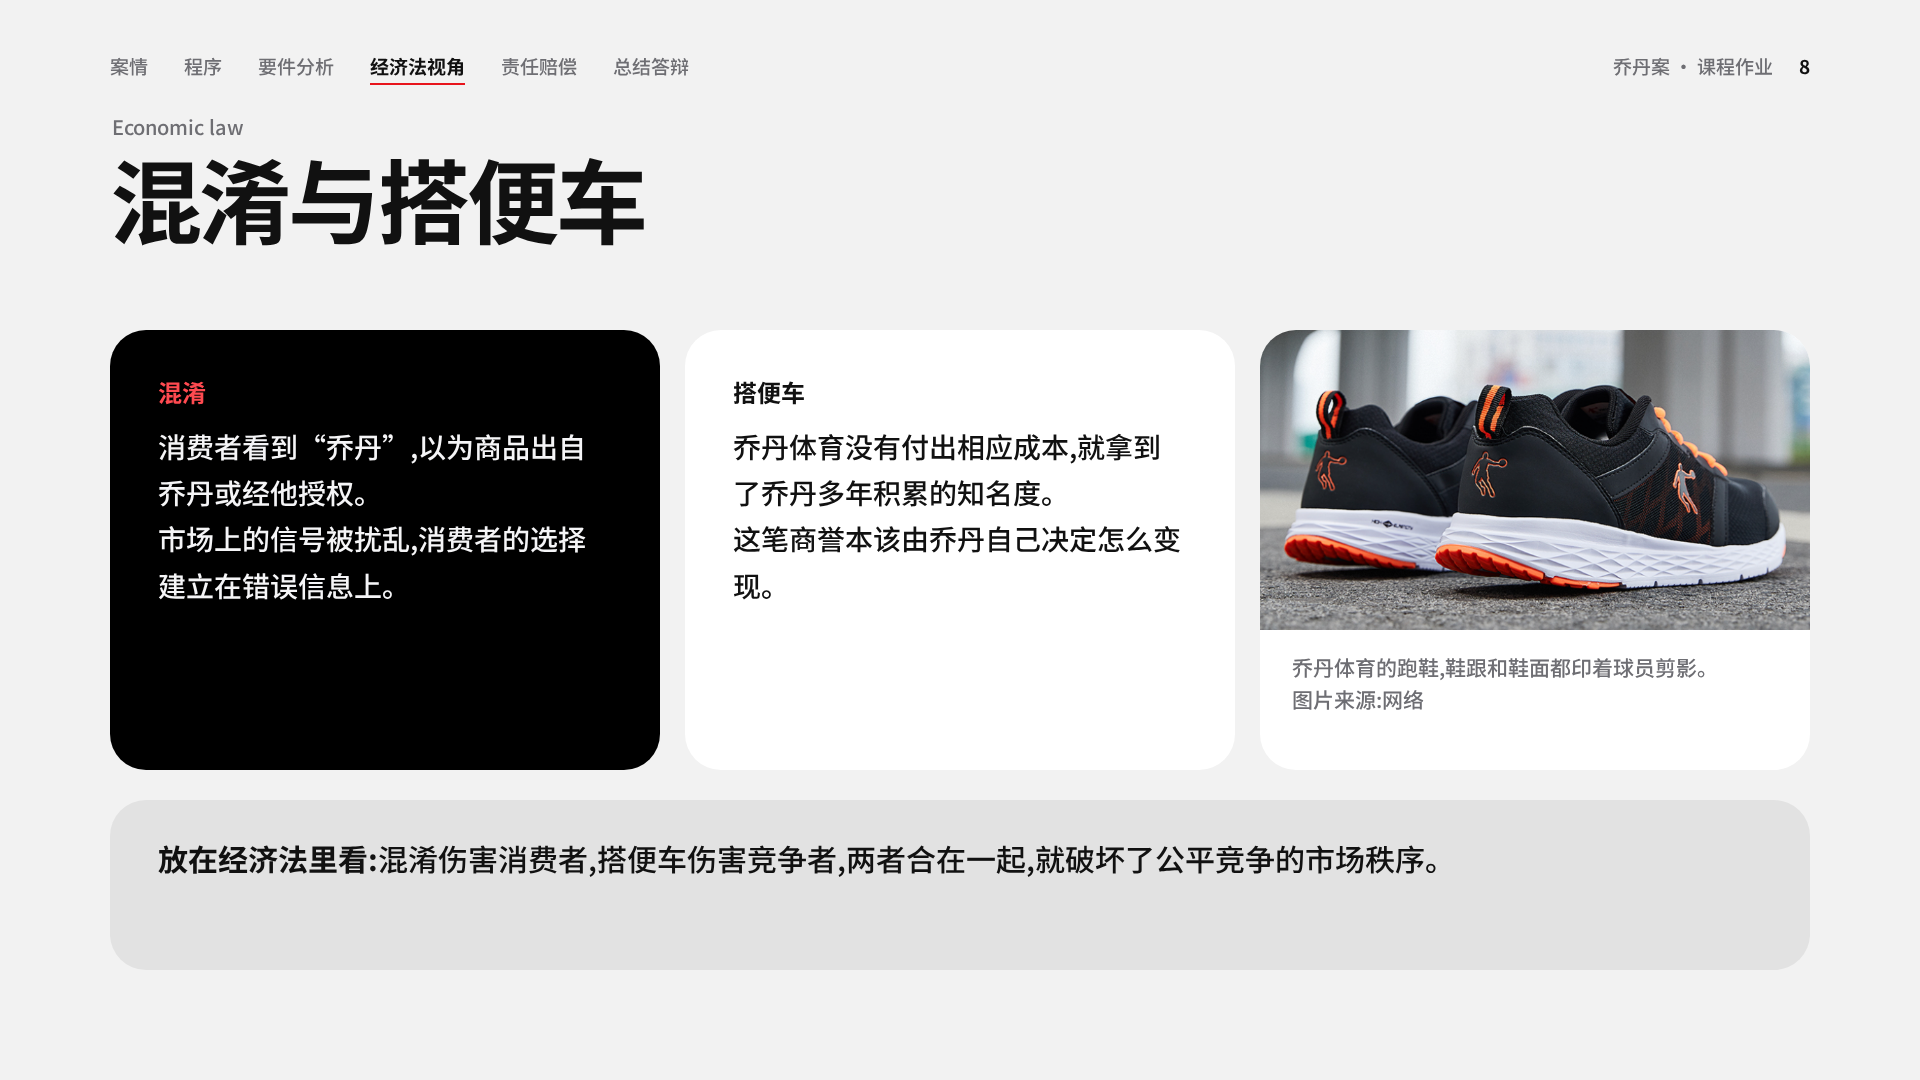 案情 程序 要件分析 经济法视角 责任赔偿 总结答辩 乔丹案 · 课程作业 8
Economic law
混淆与搭便车
混淆
消费者看到“乔丹”,以为商品出自
乔丹或经他授权。
市场上的信号被扰乱,消费者的选择
建立在错误信息上。
搭便车
乔丹体育没有付出相应成本,就拿到
了乔丹多年积累的知名度。
这笔商誉本该由乔丹自己决定怎么变
现。
乔丹体育的跑鞋,鞋跟和鞋面都印着球员剪影。
图片来源:网络
放在经济法里看:混淆伤害消费者,搭便车伤害竞争者,两者合在一起,就破坏了公平竞争的市场秩序。